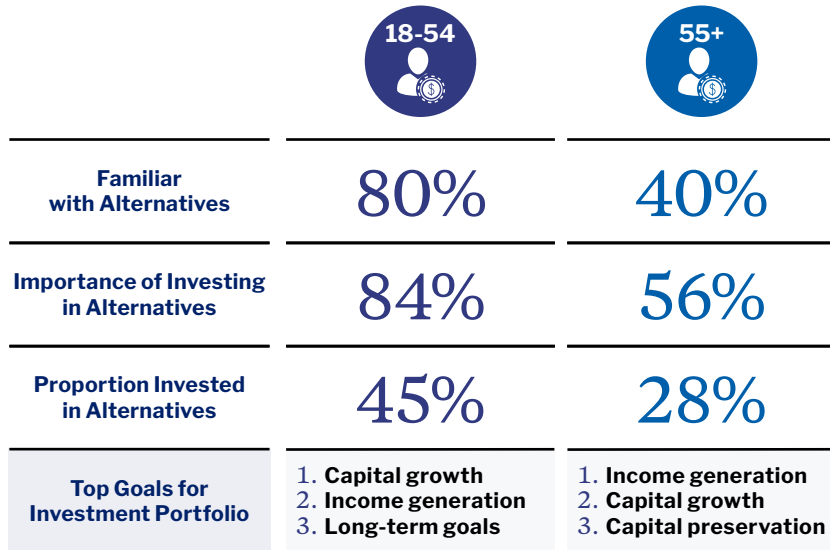 18-54
55+
$
$
Familiar
with Alternatives
80%
40%
Importance of Investing
in Alternatives
84%
56%
Proportion Invested
in Alternatives
45%
28%
Top Goals for
Investment Portfolio
1. Capital growth
2. Income generation
3. Long-term goals
1. Income generation
2. Capital growth
3. Capital preservation